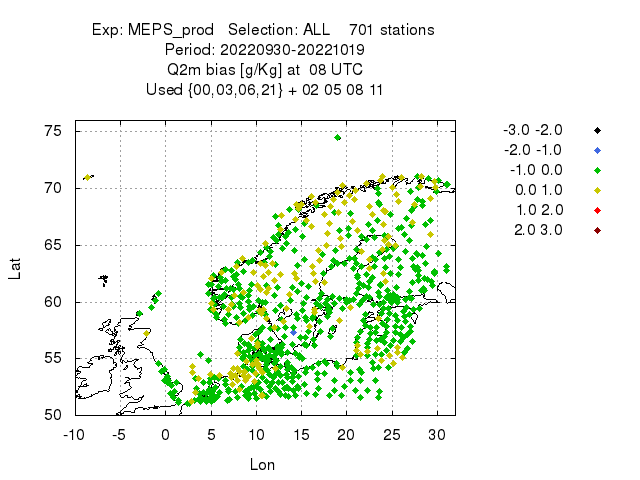 Exp: MEPS_prod   Selection: ALL    701 stations
Period: 20220930-20221019
Q2m bias [g/Kg] at  08 UTC
Used {00,03,06,21} + 02 05 08 11
-3.0 -2.0
-2.0 -1.0
-1.0 0.0
0.0 1.0
1.0 2.0
2.0 3.0
75
70
65
60
55
50
Lat
-10 -5 0 5 10 15 20 25 30
Lon